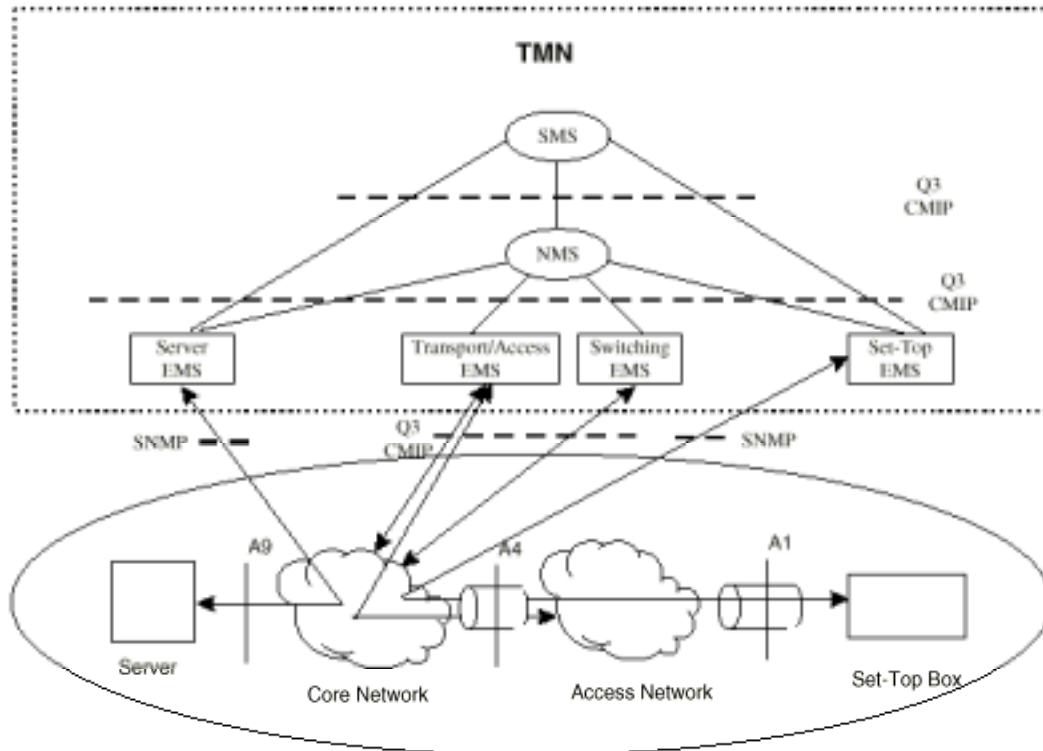 TMN
SMS
Q3
CMIP
NMS
Q3
CMIP
Server
EMS
Transport/Access
EMS
Switching
EMS
Set-Top
EMS
SNMP
Q3
CMIP
SNMP
A9
A4
A1
Server
Core Network
Access Network
Set-Top Box